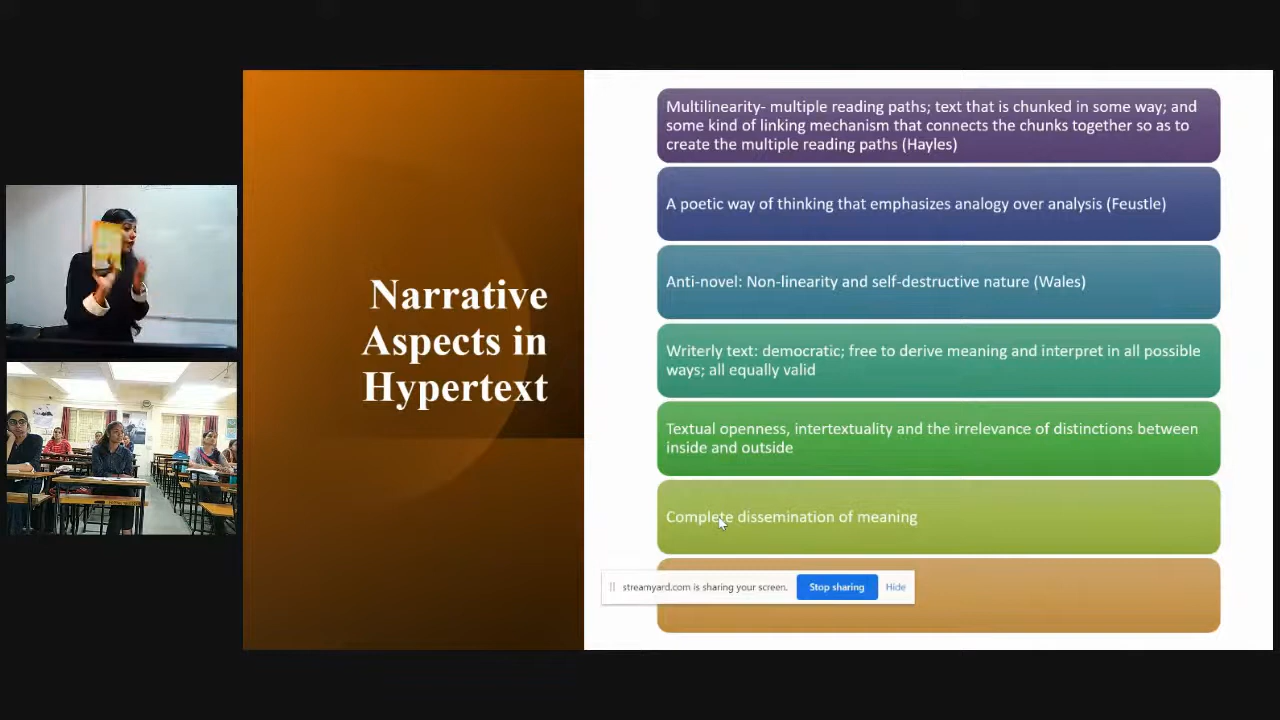 Narrative
Aspects in
Hypertext
Multilinearity- multiple reading paths; text that is chunked in some way; and
some kind of linking mechanism that connects the chunks together so as to
create the multiple reading paths (Hayles)
A poetic way of thinking that emphasizes analogy over analysis (Feustle)
Anti-novel: Non-linearity and self-destructive nature (Wales)
Writerly text: democratic; free to derive meaning and interpret in all possible
ways; all equally valid
Textual openness, intertextuality and the irrelevance of distinctions between
inside and outside
Complete dissemination of meaning
streamyard.com is sharing your screen. Stop sharing Hide